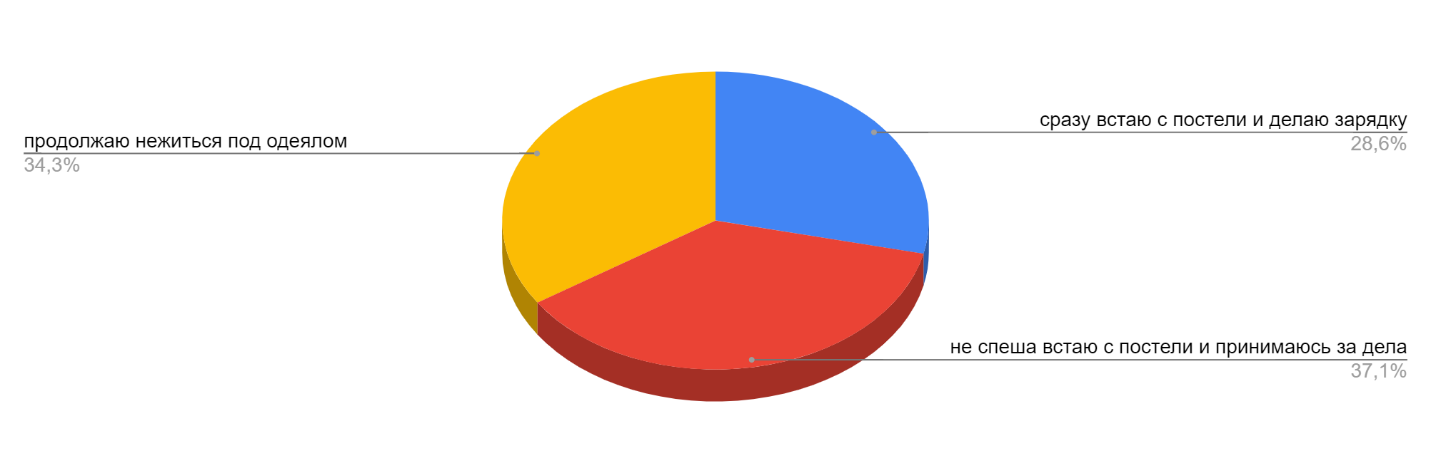 сразу встаю с постели и делаю зарядку
28,6%
продолжаю нежиться под одеялом
34,3%
не спеша встаю с постели и принимаюсь за дела
37,1%